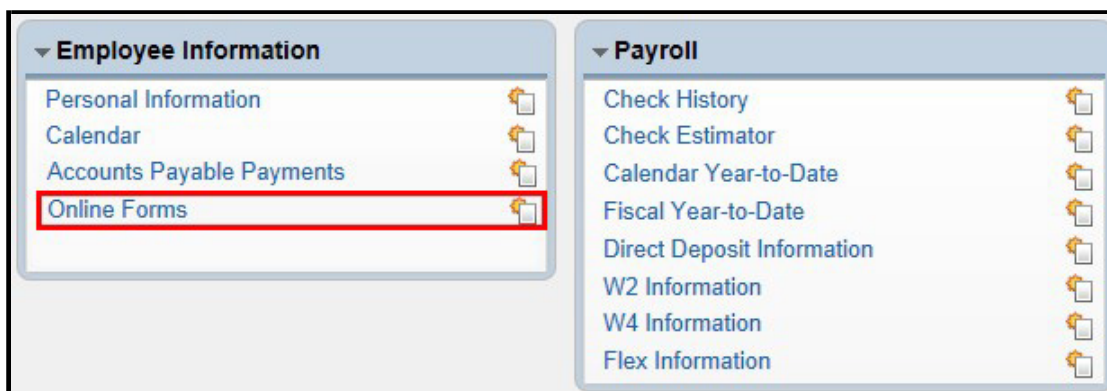 Employee Information
Personal Information
Calendar
Accounts Payable Payments
Online Forms
Payroll
Check History
Check Estimator
Calendar Year-to-Date
Fiscal Year-to-Date
Direct Deposit Information
W2 Information
W4 Information
Flex Information